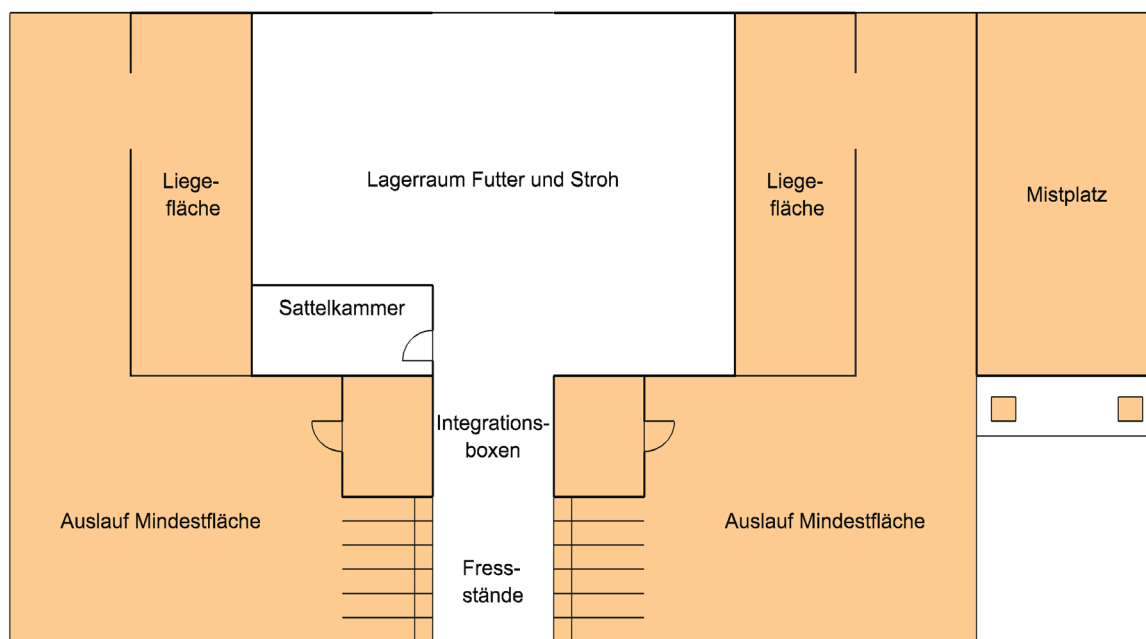 Liege-
fläche
Lagerraum Futter und Stroh
Liege-
fläche
Mistplatz
Sattelkammer
Integrations-
boxen
Auslauf Mindestfläche
Auslauf Mindestfläche
Fress-
stände